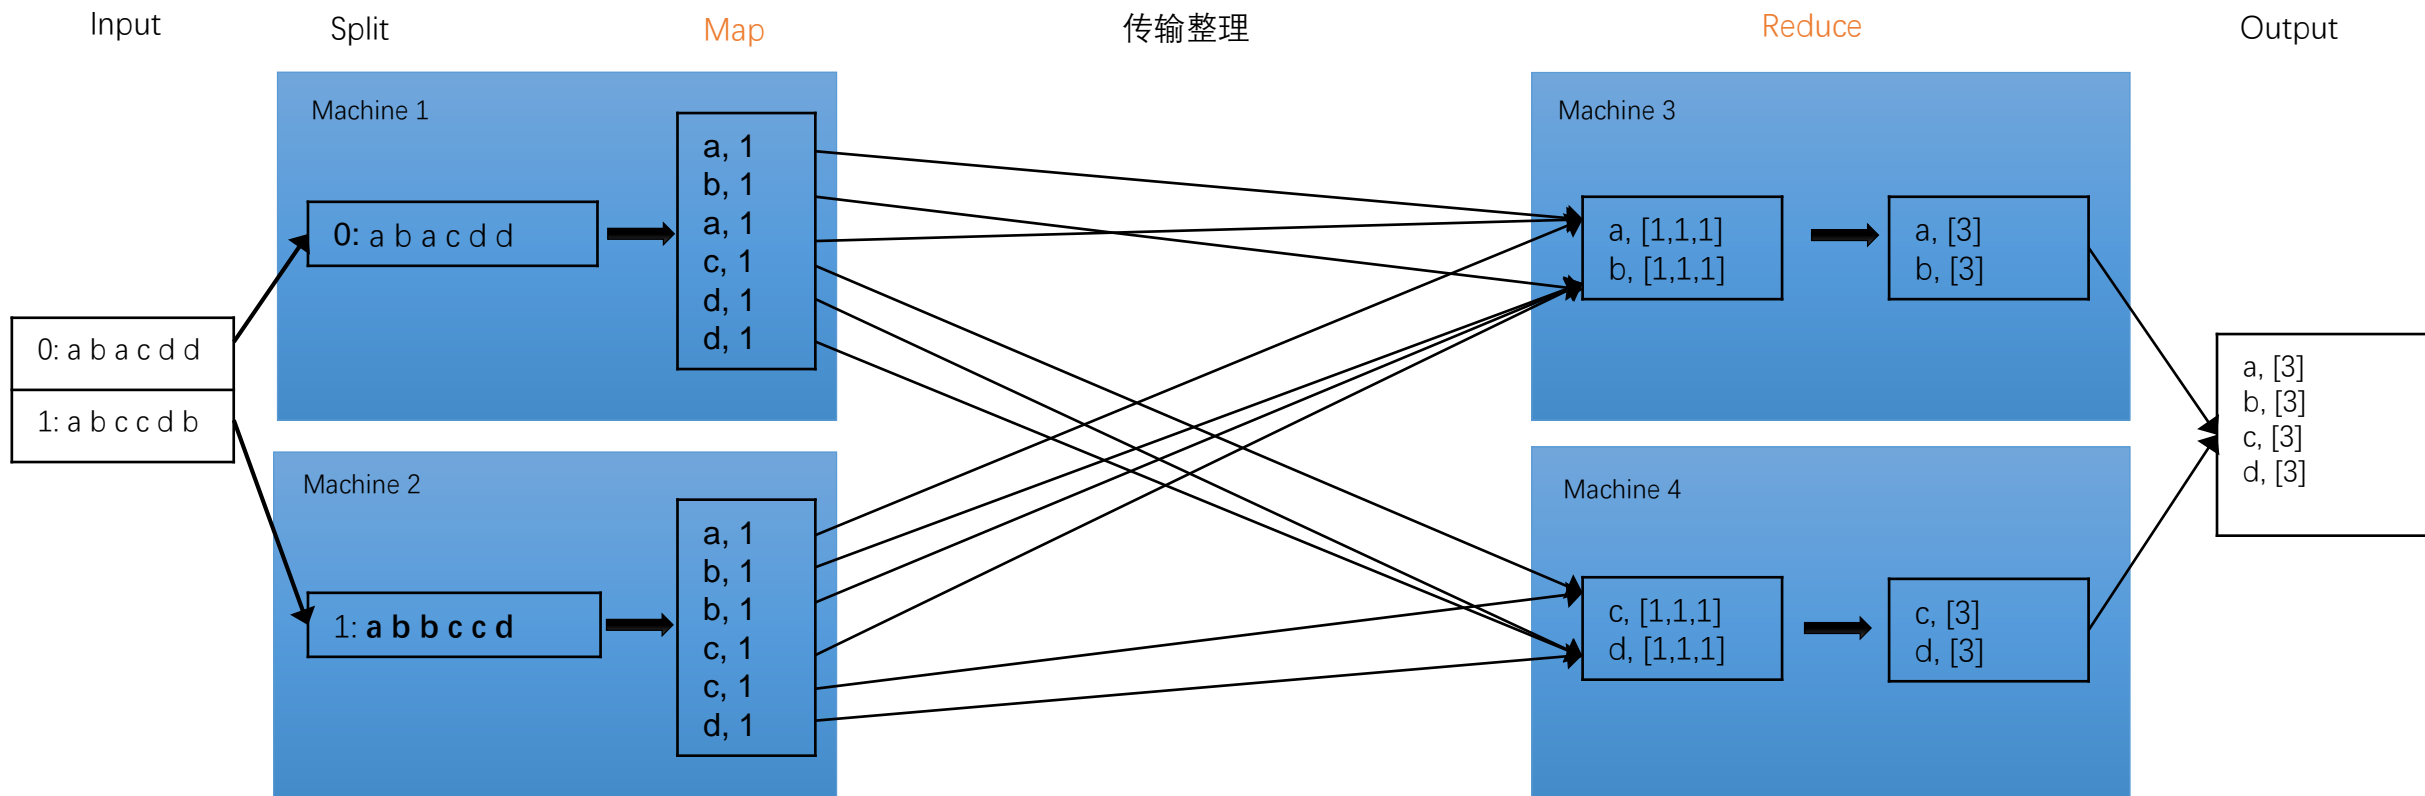 Input
Split
Map
传输整理
Reduce
Output
0: a b a c d d
1: a b c c d b
Machine 1
0: a b a c d d
a, 1
b, 1
a, 1
c, 1
d, 1
d, 1
Machine 2
1: a b b c c d
a, 1
b, 1
b, 1
c, 1
c, 1
d, 1
Machine 3
a, [1,1,1]
b, [1,1,1]
a, [3]
b, [3]
Machine 4
c, [1,1,1]
d, [1,1,1]
c, [3]
d, [3]
a, [3]
b, [3]
c, [3]
d, [3]